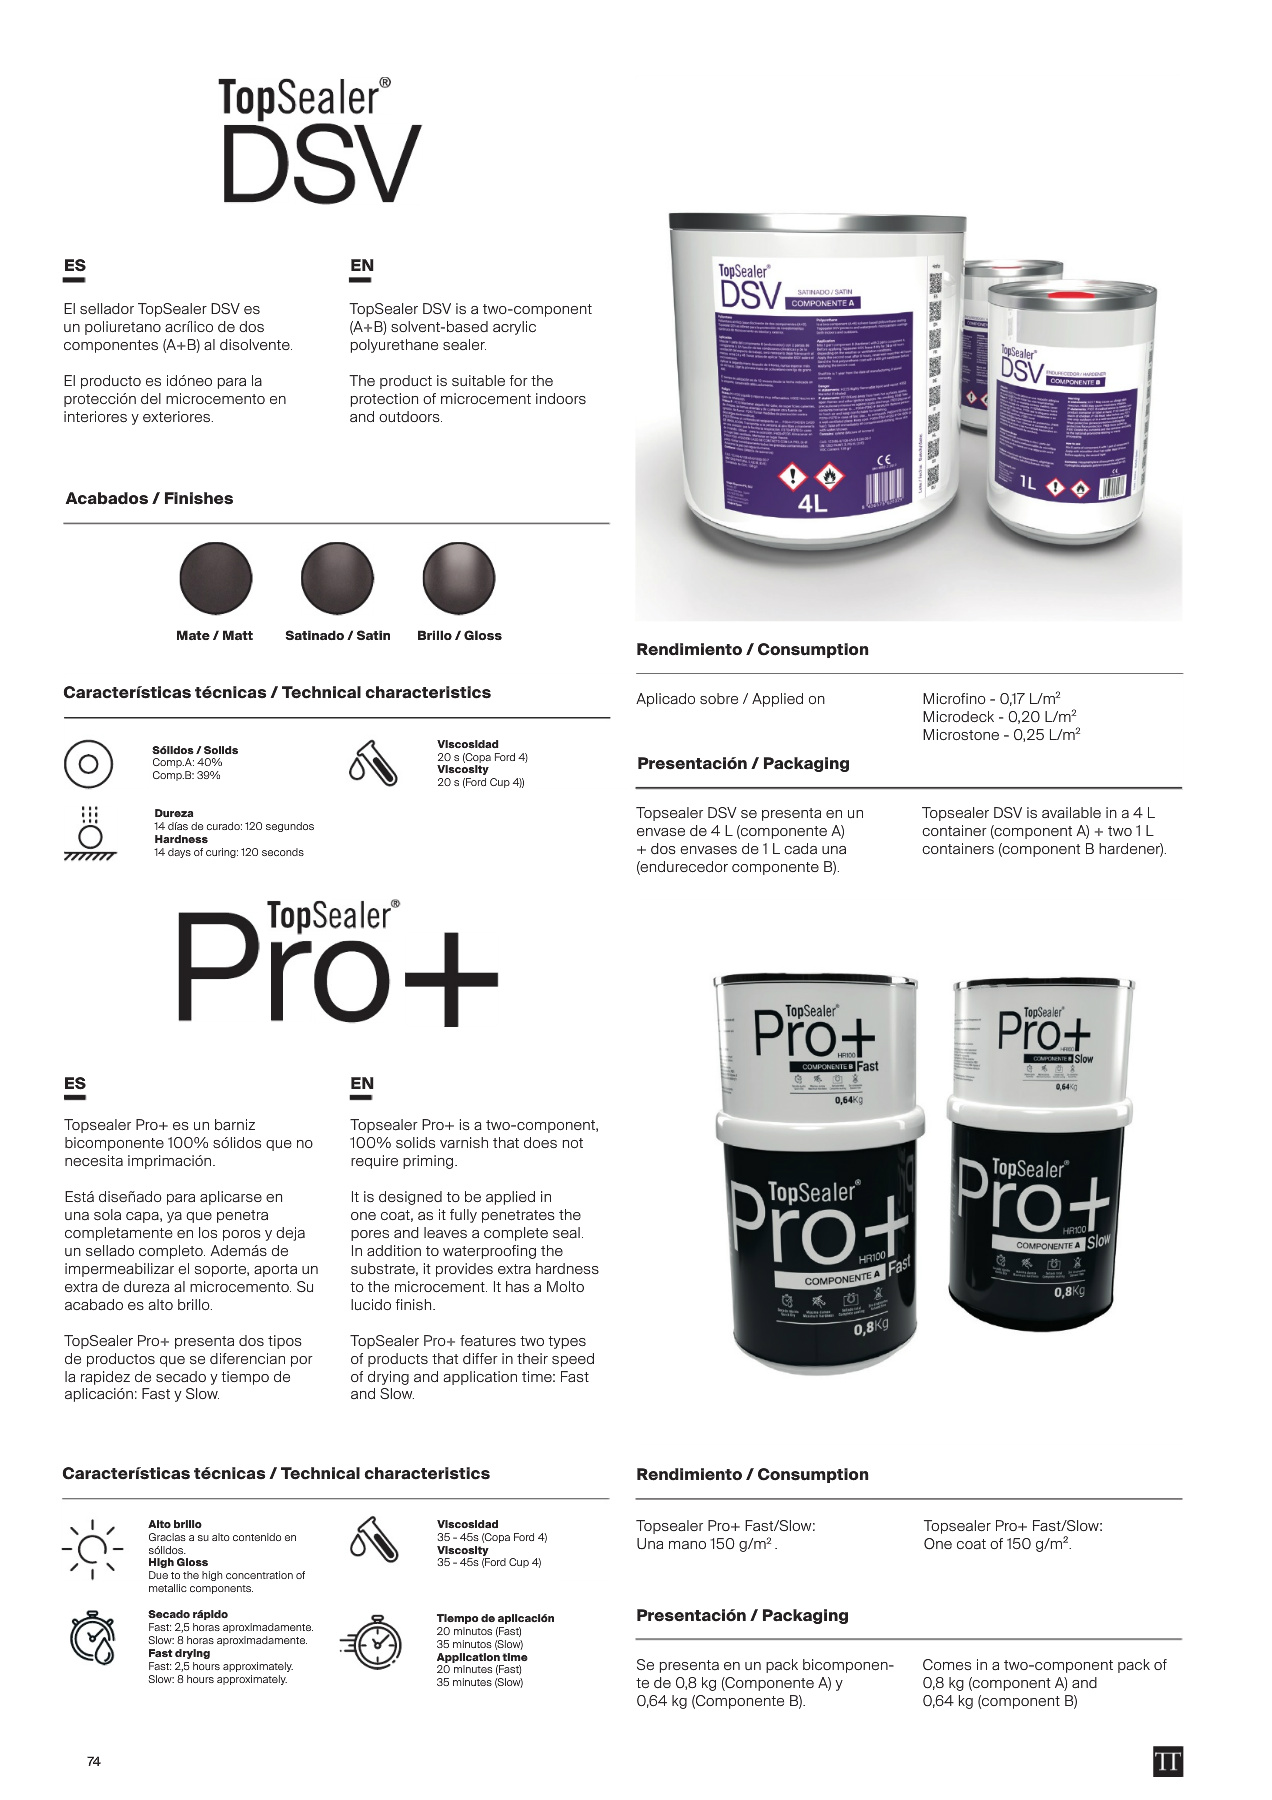 TopSealer®
DSV
ES
El sellador TopSealer DSV es
un poliuretano acrílico de dos
componentes (A+B) al disolvente.
El producto es idóneo para la
protección del microcemento en
interiores y exteriores.
EN
TopSealer DSV is a two-component
(A+B) solvent-based acrylic
polyurethane sealer.
The product is suitable for the
protection of microcement indoors
and outdoors.
Acabados / Finishes
Mate / Matt
Satinado / Satin
Brillo / Gloss
Características técnicas / Technical characteristics
Sólidos / Solids
Comp.A: 40%
Comp.B: 39%
Viscosidad
20 s (Copa Ford 4)
Viscosity
20 s (Ford Cup 4))
Dureza
14 días de curado: 120 segundos
Hardness
14 days of curing: 120 seconds
TopSealer®
DSV
SATINADO / SATIN
COMPONENTE A
4L
CE
TopSealer®
DSV
ENDURECEDOR / HARDENER
COMPONENTE B
1L
Rendimiento / Consumption
Aplicado sobre / Applied on
Microfino - 0,17 L/m²
Microdeck - 0,20 L/m²
Microstone - 0,25 L/m²
Presentación / Packaging
Topsealer DSV se presenta en un
envase de 4 L (componente A)
+ dos envases de 1 L cada una
(endurecedor componente B).
Topsealer DSV is available in a 4 L
container (component A) + two 1 L
containers (component B hardener).
TopSealer®
Pro+
ES
Topsealer Pro+ es un barniz
bicomponente 100% sólidos que no
necesita imprimación.
Está diseñado para aplicarse en
una sola capa, ya que penetra
completamente en los poros y deja
un sellado completo. Además de
impermeabilizar el soporte, aporta un
extra de dureza al microcemento. Su
acabado es alto brillo.
TopSealer Pro+ presenta dos tipos
de productos que se diferencian por
la rapidez de secado y tiempo de
aplicación: Fast y Slow.
EN
Topsealer Pro+ is a two-component,
100% solids varnish that does not
require priming.
It is designed to be applied in
one coat, as it fully penetrates the
pores and leaves a complete seal.
In addition to waterproofing the
substrate, it provides extra hardness
to the microcement. It has a Molto
lucido finish.
TopSealer Pro+ features two types
of products that differ in their speed
of drying and application time: Fast
and Slow.
TopSealer®
Pro+
HR100
COMPONENTE B Fast
0,64Kg
TopSealer®
Pro+
HR100
COMPONENTE A Fast
0,8Kg
TopSealer®
Pro+
HR100
COMPONENTE B Slow
0,64Kg
TopSealer®
Pro+
HR100
COMPONENTE A Slow
0,8Kg
Características técnicas / Technical characteristics
Alto brillo
Gracias a su alto contenido en
sólidos.
High Gloss
Due to the high concentration of
metallic components.
Viscosidad
35 - 45s (Copa Ford 4)
Viscosity
35 - 45s (Ford Cup 4)
Secado rápido
Fast: 2,5 horas aproximadamente.
Slow: 8 horas aproximadamente.
Fast drying
Fast: 2,5 hours approximately.
Slow: 8 hours approximately.
Tiempo de aplicación
20 minutos (Fast)
35 minutos (Slow)
Application time
20 minutes (Fast)
35 minutes (Slow)
Rendimiento / Consumption
Topsealer Pro+ Fast/Slow:
Una mano 150 g/m² .
Topsealer Pro+ Fast/Slow:
One coat of 150 g/m².
Presentación / Packaging
Se presenta en un pack bicomponen-
te de 0,8 kg (Componente A) y
0,64 kg (Componente B).
Comes in a two-component pack of
0,8 kg (component A) and
0,64 kg (component B)
74
TT